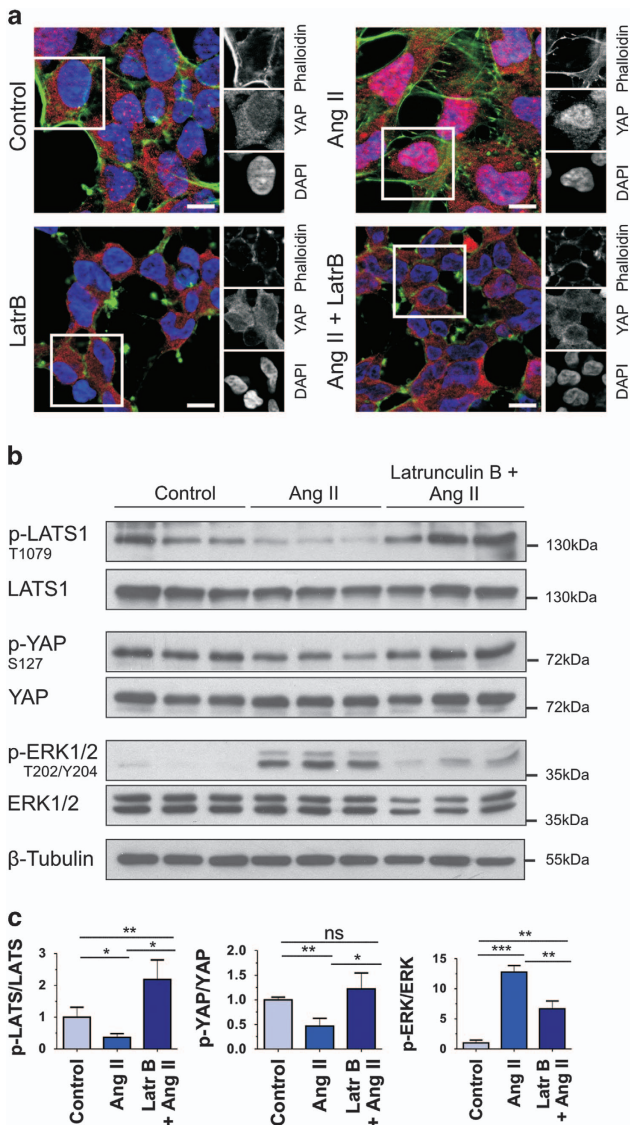 a
Control
Phalloidin
YAP
DAPI
Ang II
Phalloidin
YAP
DAPI
LatrB
Phalloidin
YAP
DAPI
Ang II + LatrB
Phalloidin
YAP
DAPI
b
Control
Ang II
Latrunculin B +
Ang II
p-LATS1
T1079
130kDa
LATS1
130kDa
p-YAP
S127
72kDa
YAP
72kDa
p-ERK1/2
T202/Y204
35kDa
ERK1/2
35kDa
β-Tubulin
55kDa
c
p-LATS/LATS
3
2
1
0
**
*
*
Control
Ang II
Latr B
+ Ang II
p-YAP/YAP
2.0
1.5
1.0
0.5
0.0
ns
**
*
Control
Ang II
Latr B
+ Ang II
p-ERK/ERK
15
10
5
0
**
***
**
Control
Ang II
Latr B
+ Ang II